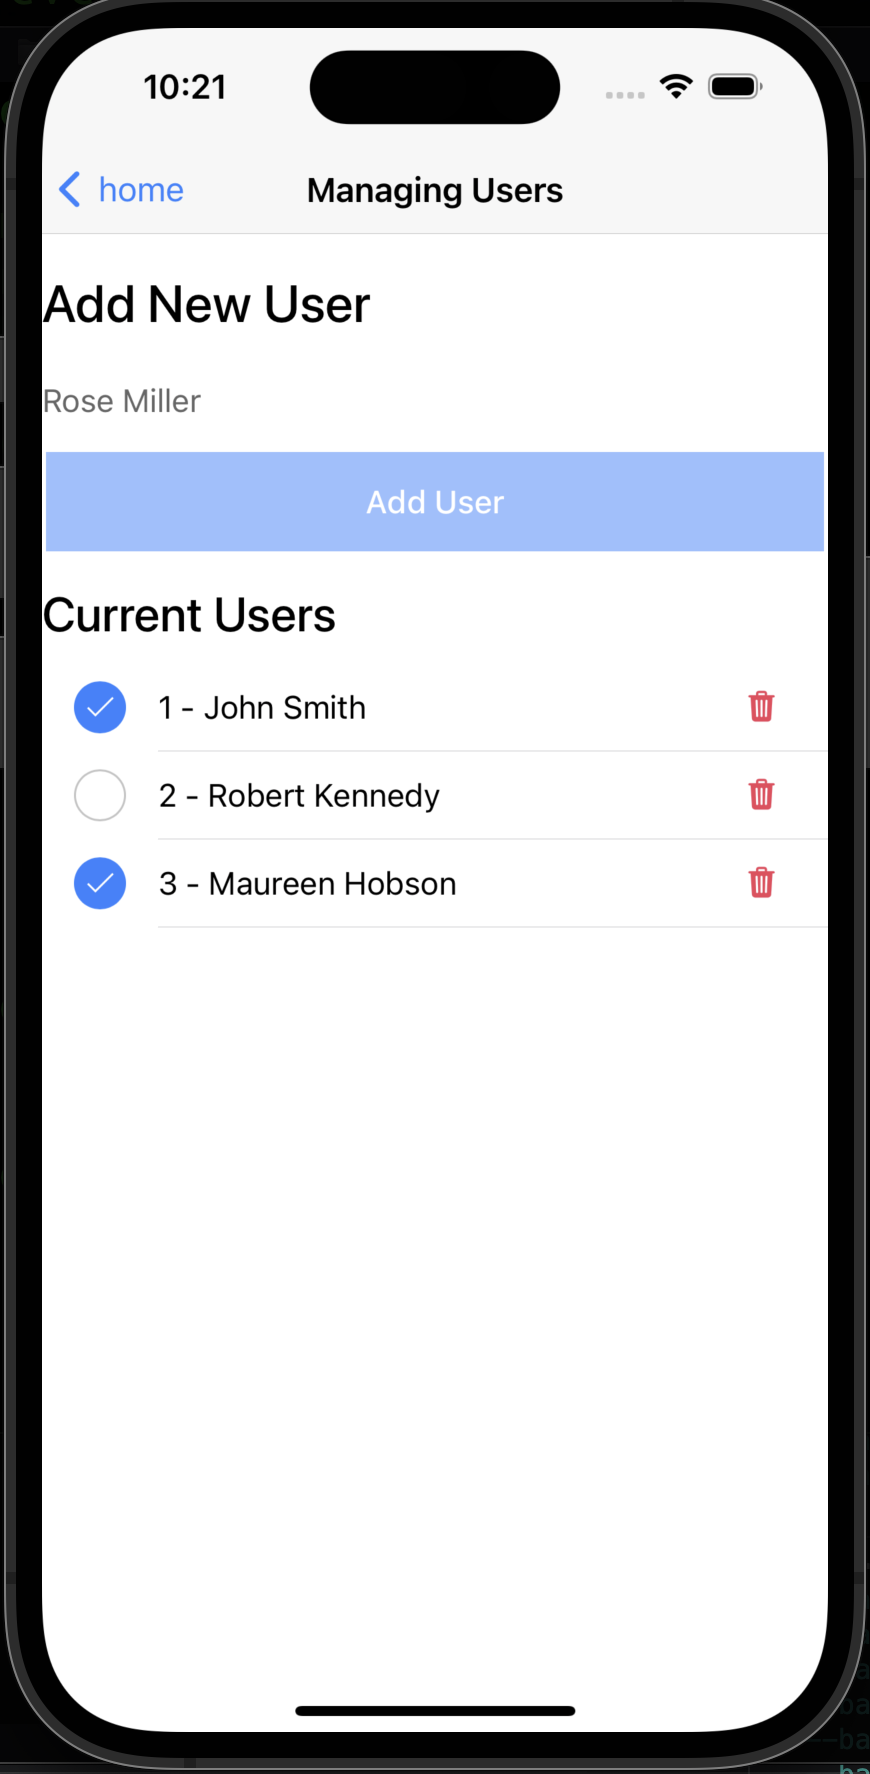 10:21
home
Managing Users
Add New User
Rose Miller
Add User
Current Users
1 - John Smith
2 - Robert Kennedy
3 - Maureen Hobson